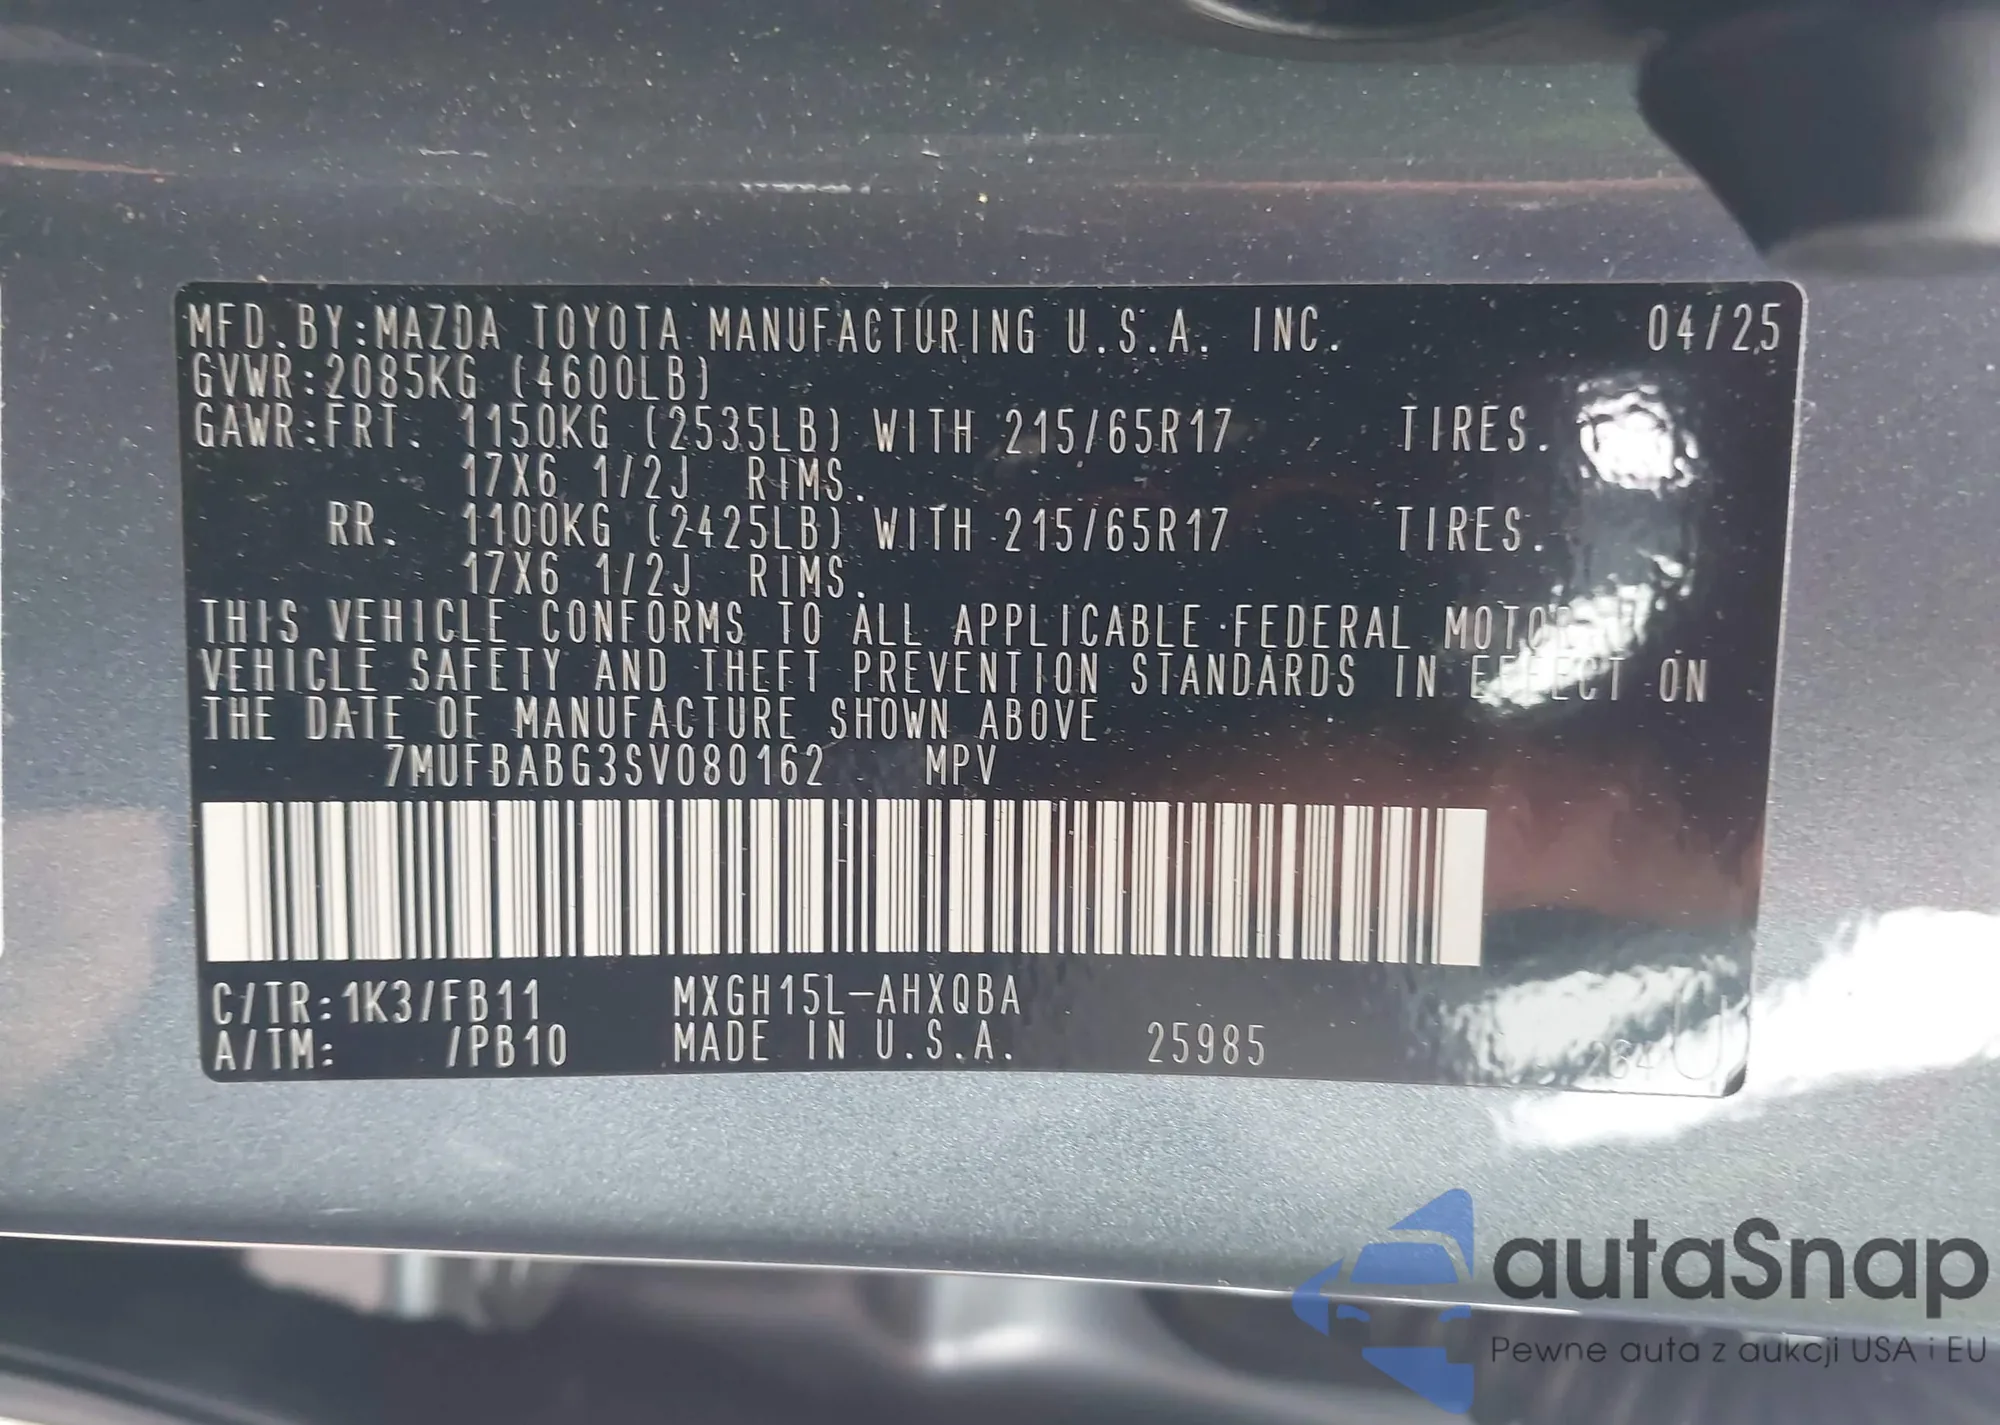 MFD.BY:MAZDA TOYOTA MANUFACTURING U.S.A. INC. 04/25
GVWR:2085KG (4600LB)
GAWR:FRT. 1150KG (2535LB) WITH 215/65R17 TIRES.
17X6 1/2J RIMS.
RR. 1100KG (2425LB) WITH 215/65R17 TIRES.
17X6 1/2J RIMS.
THIS VEHICLE CONFORMS TO ALL APPLICABLE FEDERAL MOTOR
VEHICLE SAFETY AND THEFT PREVENTION STANDARDS IN EFFECT ON
THE DATE OF MANUFACTURE SHOWN ABOVE
7MUFBABG3SV080162 MPV
C/TR:1K3/FB11 MXGH15L-AHXQBA
A/TM: /PB10 MADE IN U.S.A. 25985
autaSnap
Pewne auta z aukcji USA i EU